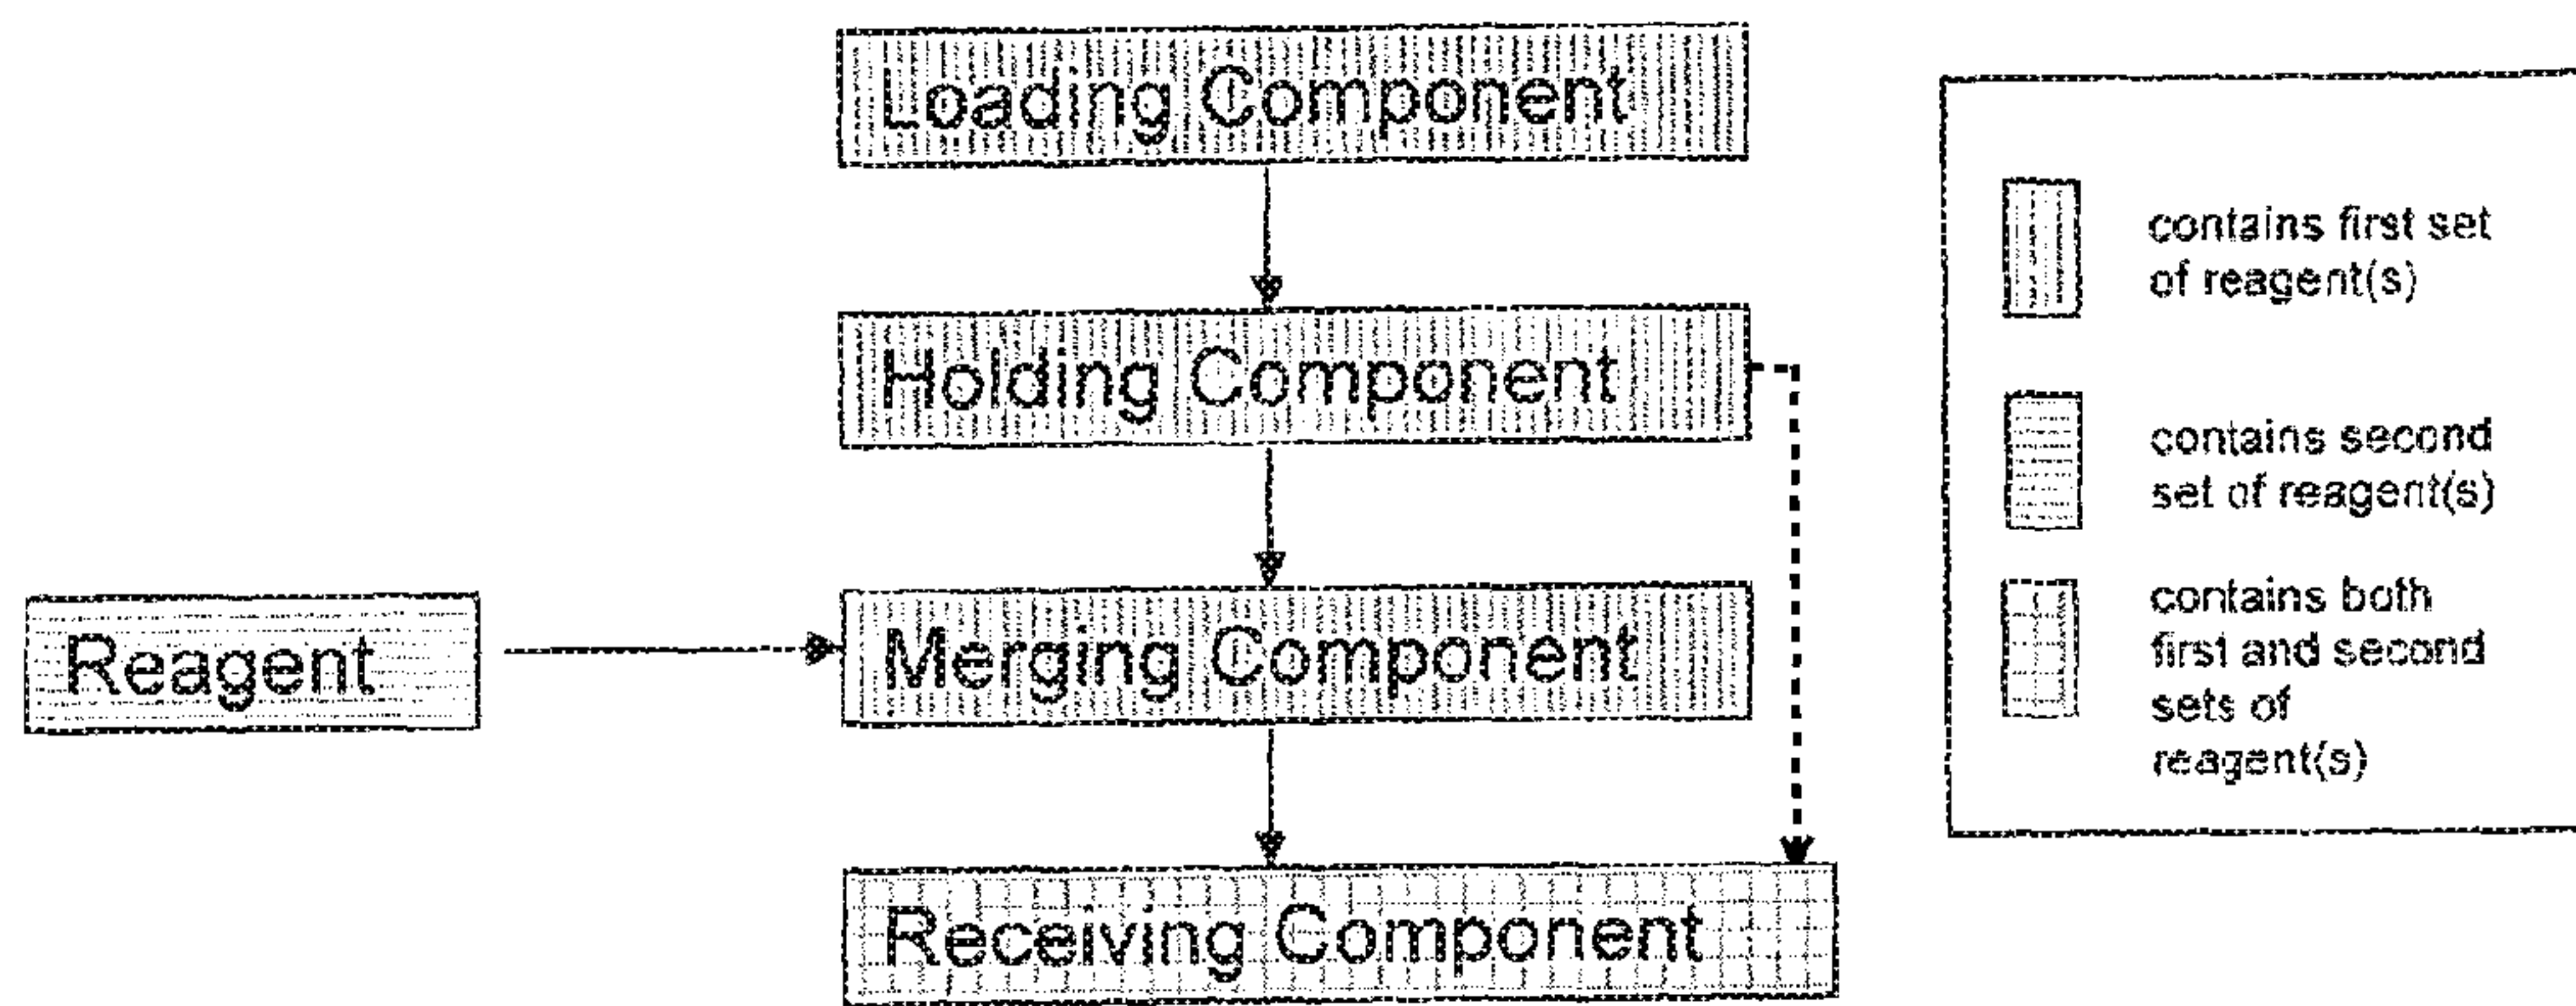 Loading Component
Holding Component
Reagent
Merging Component
Receiving Component
contains first set
of reagent(s)
contains second
set of reagent(s)
contains both
first and second
sets of
reagent(s)